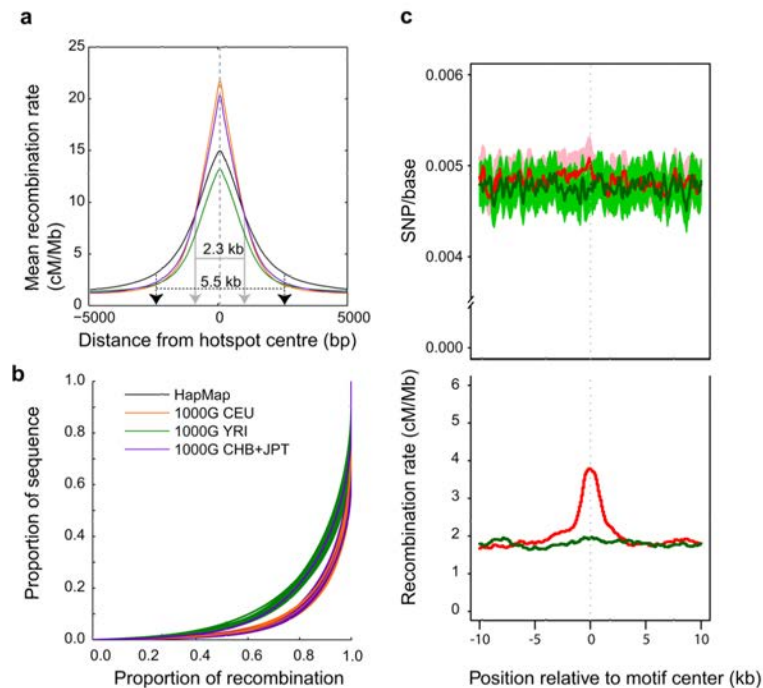 a
25
20
15
10
5
0
Mean recombination rate
(cM/Mb)
2.3 kb
5.5 kb
−5000
0
5000
Distance from hotspot centre (bp)
b
1.0
0.8
0.6
0.4
0.2
0.0
Proportion of sequence
HapMap
1000G CEU
1000G YRI
1000G CHB+JPT
0.0
0.2
0.4
0.6
0.8
1.0
Proportion of recombination
c
0.006
0.005
0.004
0.000
SNP/base
6
5
4
3
2
1
0
Recombination rate (cM/Mb)
-10
-5
0
5
10
Position relative to motif center (kb)